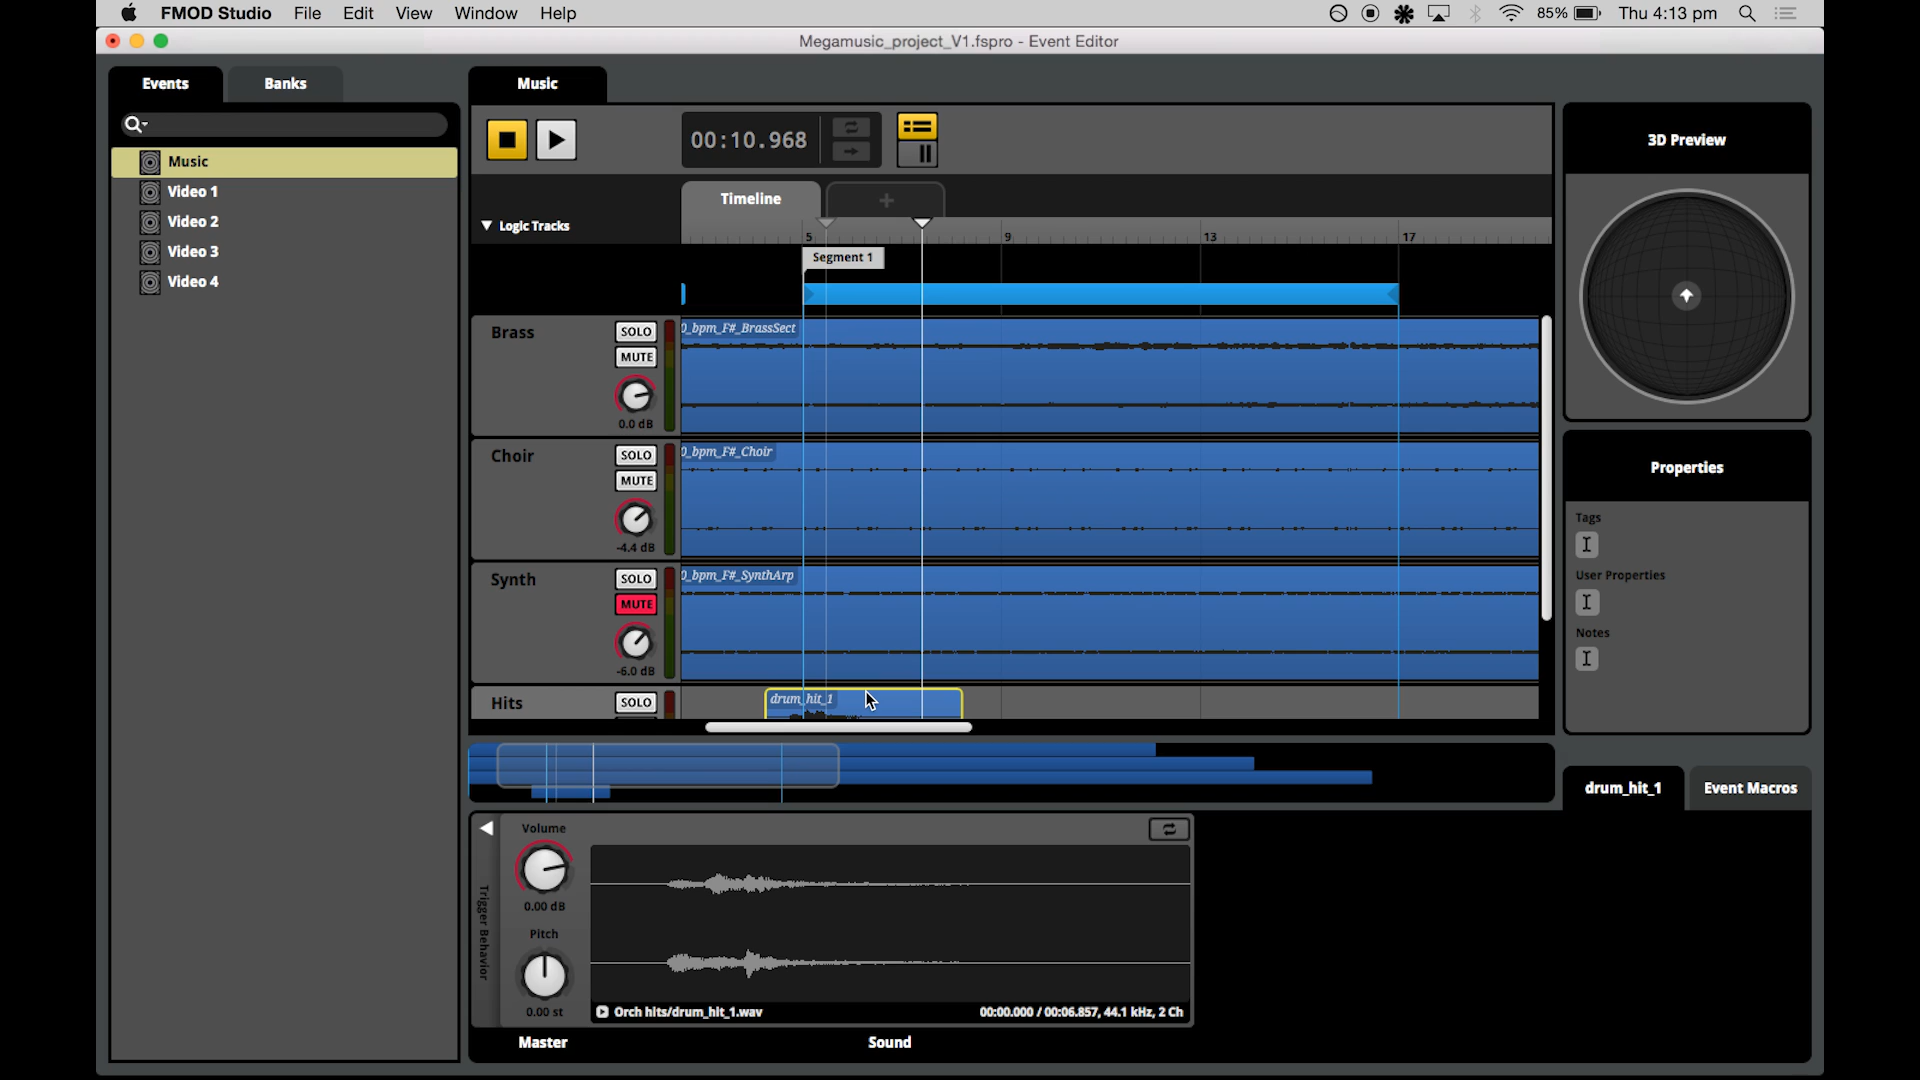 FMOD Studio File Edit View Window Help 85% Thu 4:13 pm
Megamusic_project_V1.fspro - Event Editor
Events Banks
Music
Video 1
Video 2
Video 3
Video 4
Music
00:10.968
Timeline +
Logic Tracks
5 9 13 17
Segment 1
Brass SOLO 0_bpm_F#_BrassSect
MUTE
0.0 dB
Choir SOLO 0_bpm_F#_Choir
MUTE
-4.4 dB
Synth SOLO 0_bpm_F#_SynthArp
MUTE
-6.0 dB
Hits SOLO drum_hit_1
3D Preview
Properties
Tags
User Properties
Notes
drum_hit_1 Event Macros
Trigger Behavior
Volume
0.00 dB
Pitch
0.00 st
Orch hits/drum_hit_1.wav 00:00.000 / 00:06.857, 44.1 kHz, 2 Ch
Master Sound